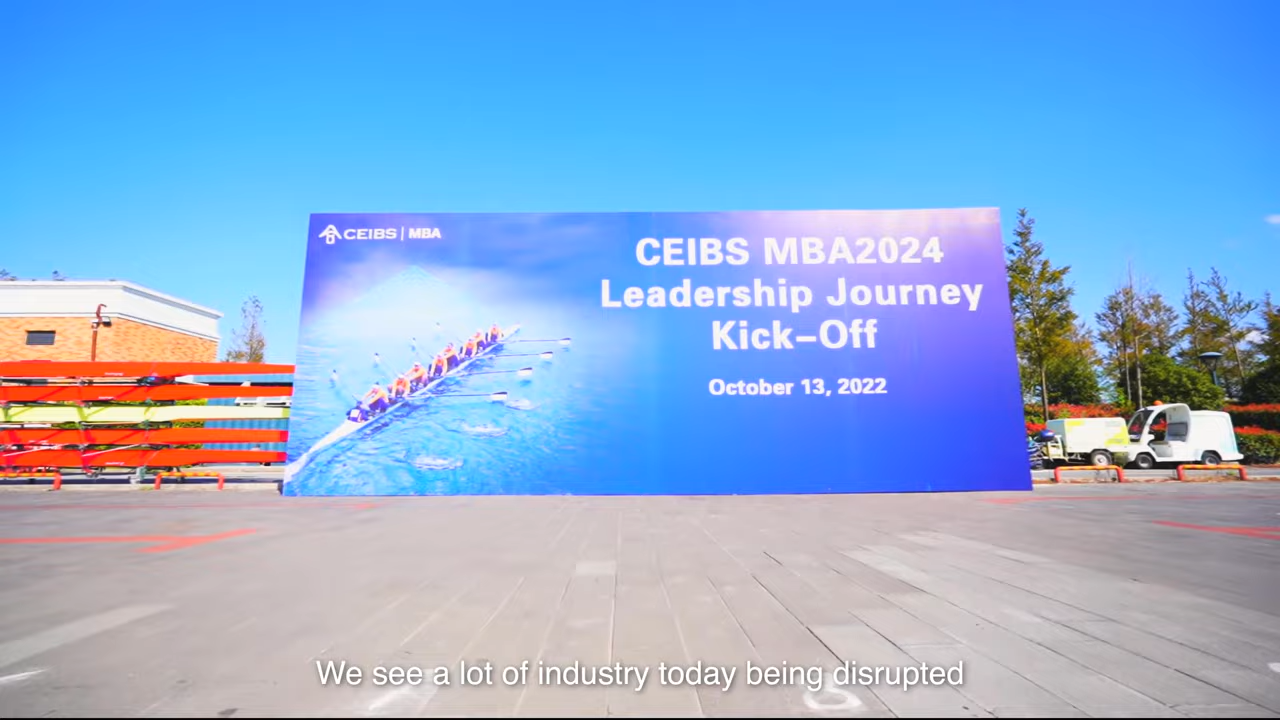 CEIBS | MBA
CEIBS MBA2024
Leadership Journey
Kick-Off
October 13, 2022
We see a lot of industry today being disrupted